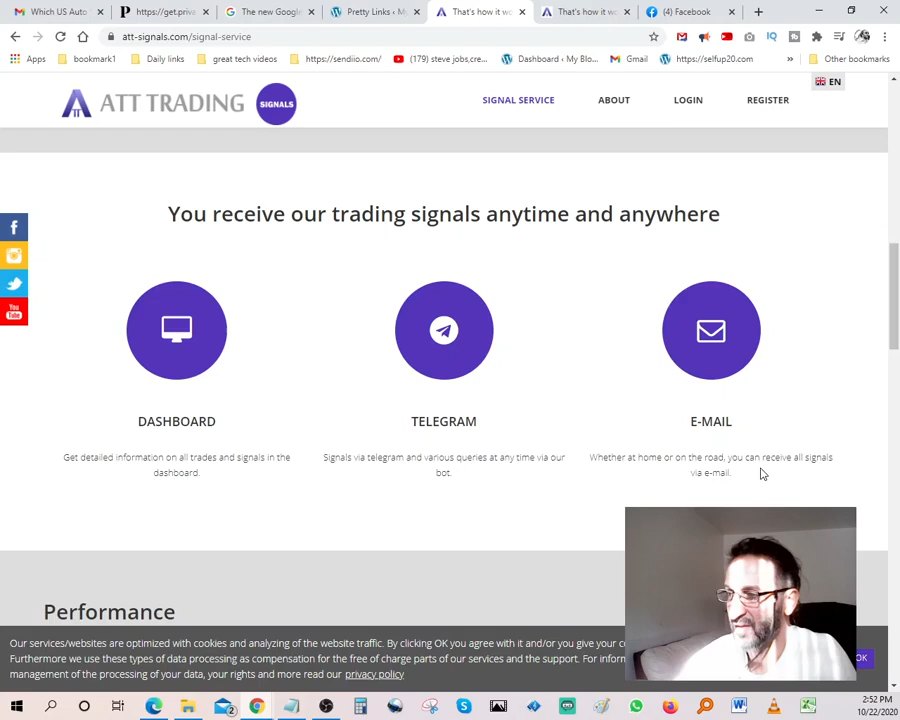 Which US Auto
https://get.priva
The new Google
Pretty Links ‹ My
That's how it wo
That's how it wo
(4) Facebook
att-signals.com/signal-service
Apps
bookmark1
Daily links
great tech videos
https://sendiio.com/
(179) steve jobs,cre...
Dashboard ‹ My Blo...
Gmail
https://selfup20.com
Other bookmarks
ATT TRADING
SIGNALS
SIGNAL SERVICE
ABOUT
LOGIN
REGISTER
EN
You receive our trading signals anytime and anywhere
You Tube
DASHBOARD
TELEGRAM
E-MAIL
Get detailed information on all trades and signals in the
dashboard.
Signals via telegram and various queries at any time via our
bot.
Whether at home or on the road, you can receive all signals
via e-mail.
Performance
Our services/websites are optimized with cookies and analyzing of the website traffic. By clicking OK you agree with it and/or you give your
Furthermore we use these types of data processing as compensation for the free of charge parts of our services and the support. For
management of the processing of your data, your rights and more read our privacy policy
OK
2:52 PM
10/22/2020